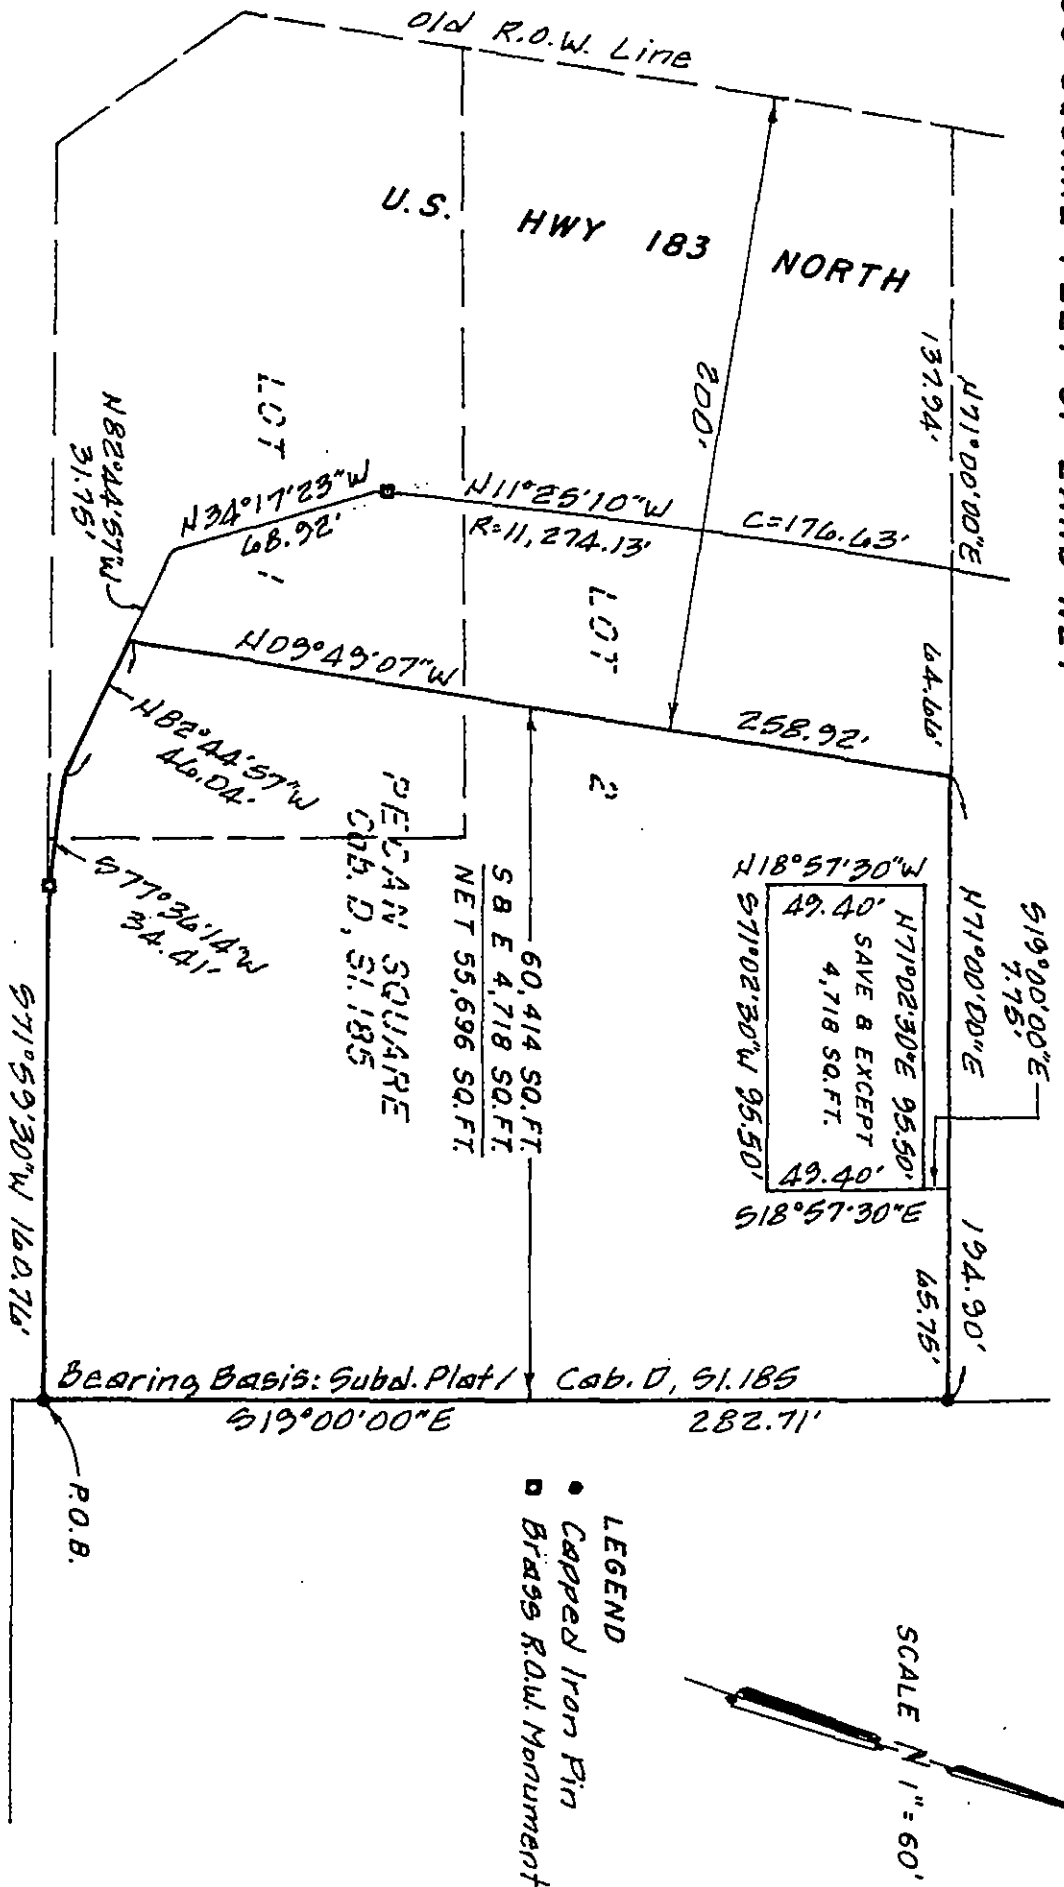 Old R.O.W. Line
U.S. HWY 183 NORTH
N71°00'00"E
137.94'
200'
LOT 1
N82°44'57"W
31.75'
N34°17'23"W
68.92'
N11°25'10"W
R=11,274.13'
C=176.63'
LOT 2
64.66'
N09°49'07"W
258.92'
N82°44'57"W
46.04'
S77°36'14"W
34.41'
PECAN SQUARE
Cab. D, Sl. 185
60,414 SQ.FT.
S & E 4,718 SQ.FT.
NET 55,696 SQ.FT.
N18°57'30"W
49.40'
N71°02'30"E 95.50'
SAVE & EXCEPT
4,718 SQ.FT.
S71°02'30"W 95.50'
49.40'
S18°57'30"E
N71°00'00"E
194.90'
S19°00'00"E
7.75'
65.75'
S71°59'30"W 160.76'
Bearing Basis: Subd. Plat / Cab. D, Sl. 185
S19°00'00"E
282.71'
P.O.B.
LEGEND
Capped Iron Pin
Brass R.O.W. Monument
SCALE N 1"=60'